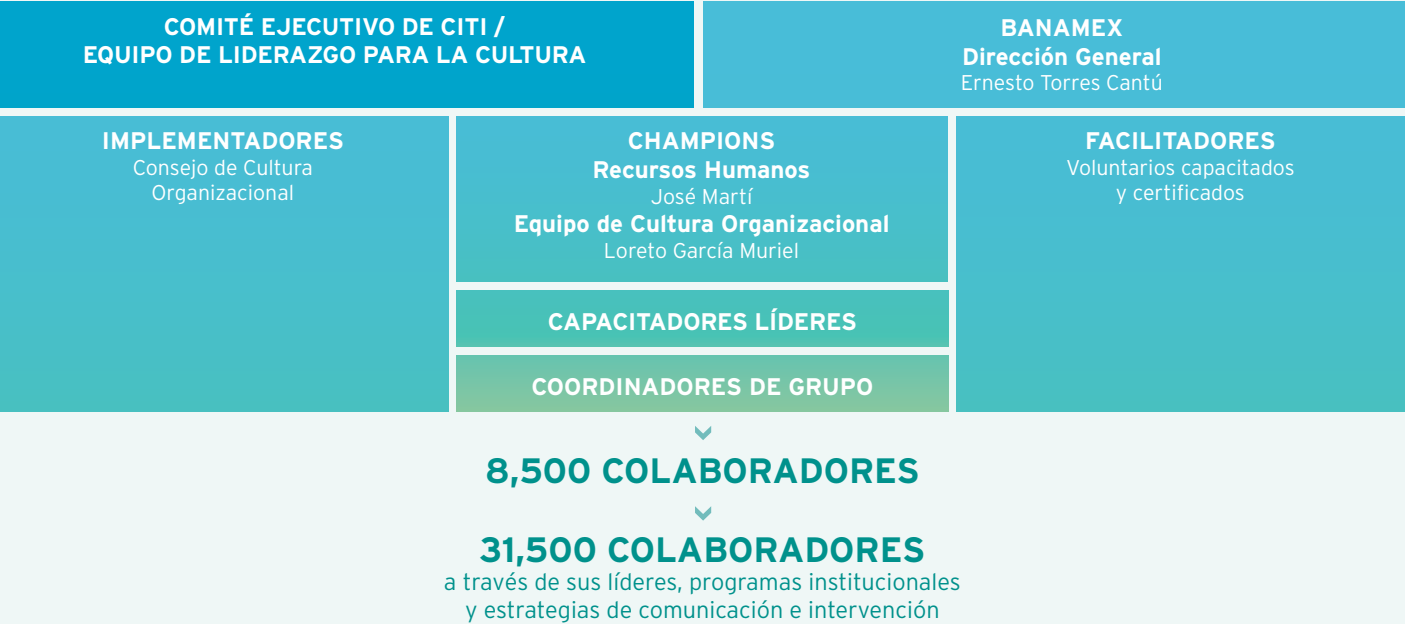 COMITÉ EJECUTIVO DE CITI /
EQUIPO DE LIDERAZGO PARA LA CULTURA
BANAMEX
Dirección General
Ernesto Torres Cantú
IMPLEMENTADORES
Consejo de Cultura
Organizacional
CHAMPIONS
Recursos Humanos
José Martí
Equipo de Cultura Organizacional
Loreto García Muriel
FACILITADORES
Voluntarios capacitados
y certificados
CAPACITADORES LÍDERES
COORDINADORES DE GRUPO
8,500 COLABORADORES
31,500 COLABORADORES
a través de sus líderes, programas institucionales
y estrategias de comunicación e intervención